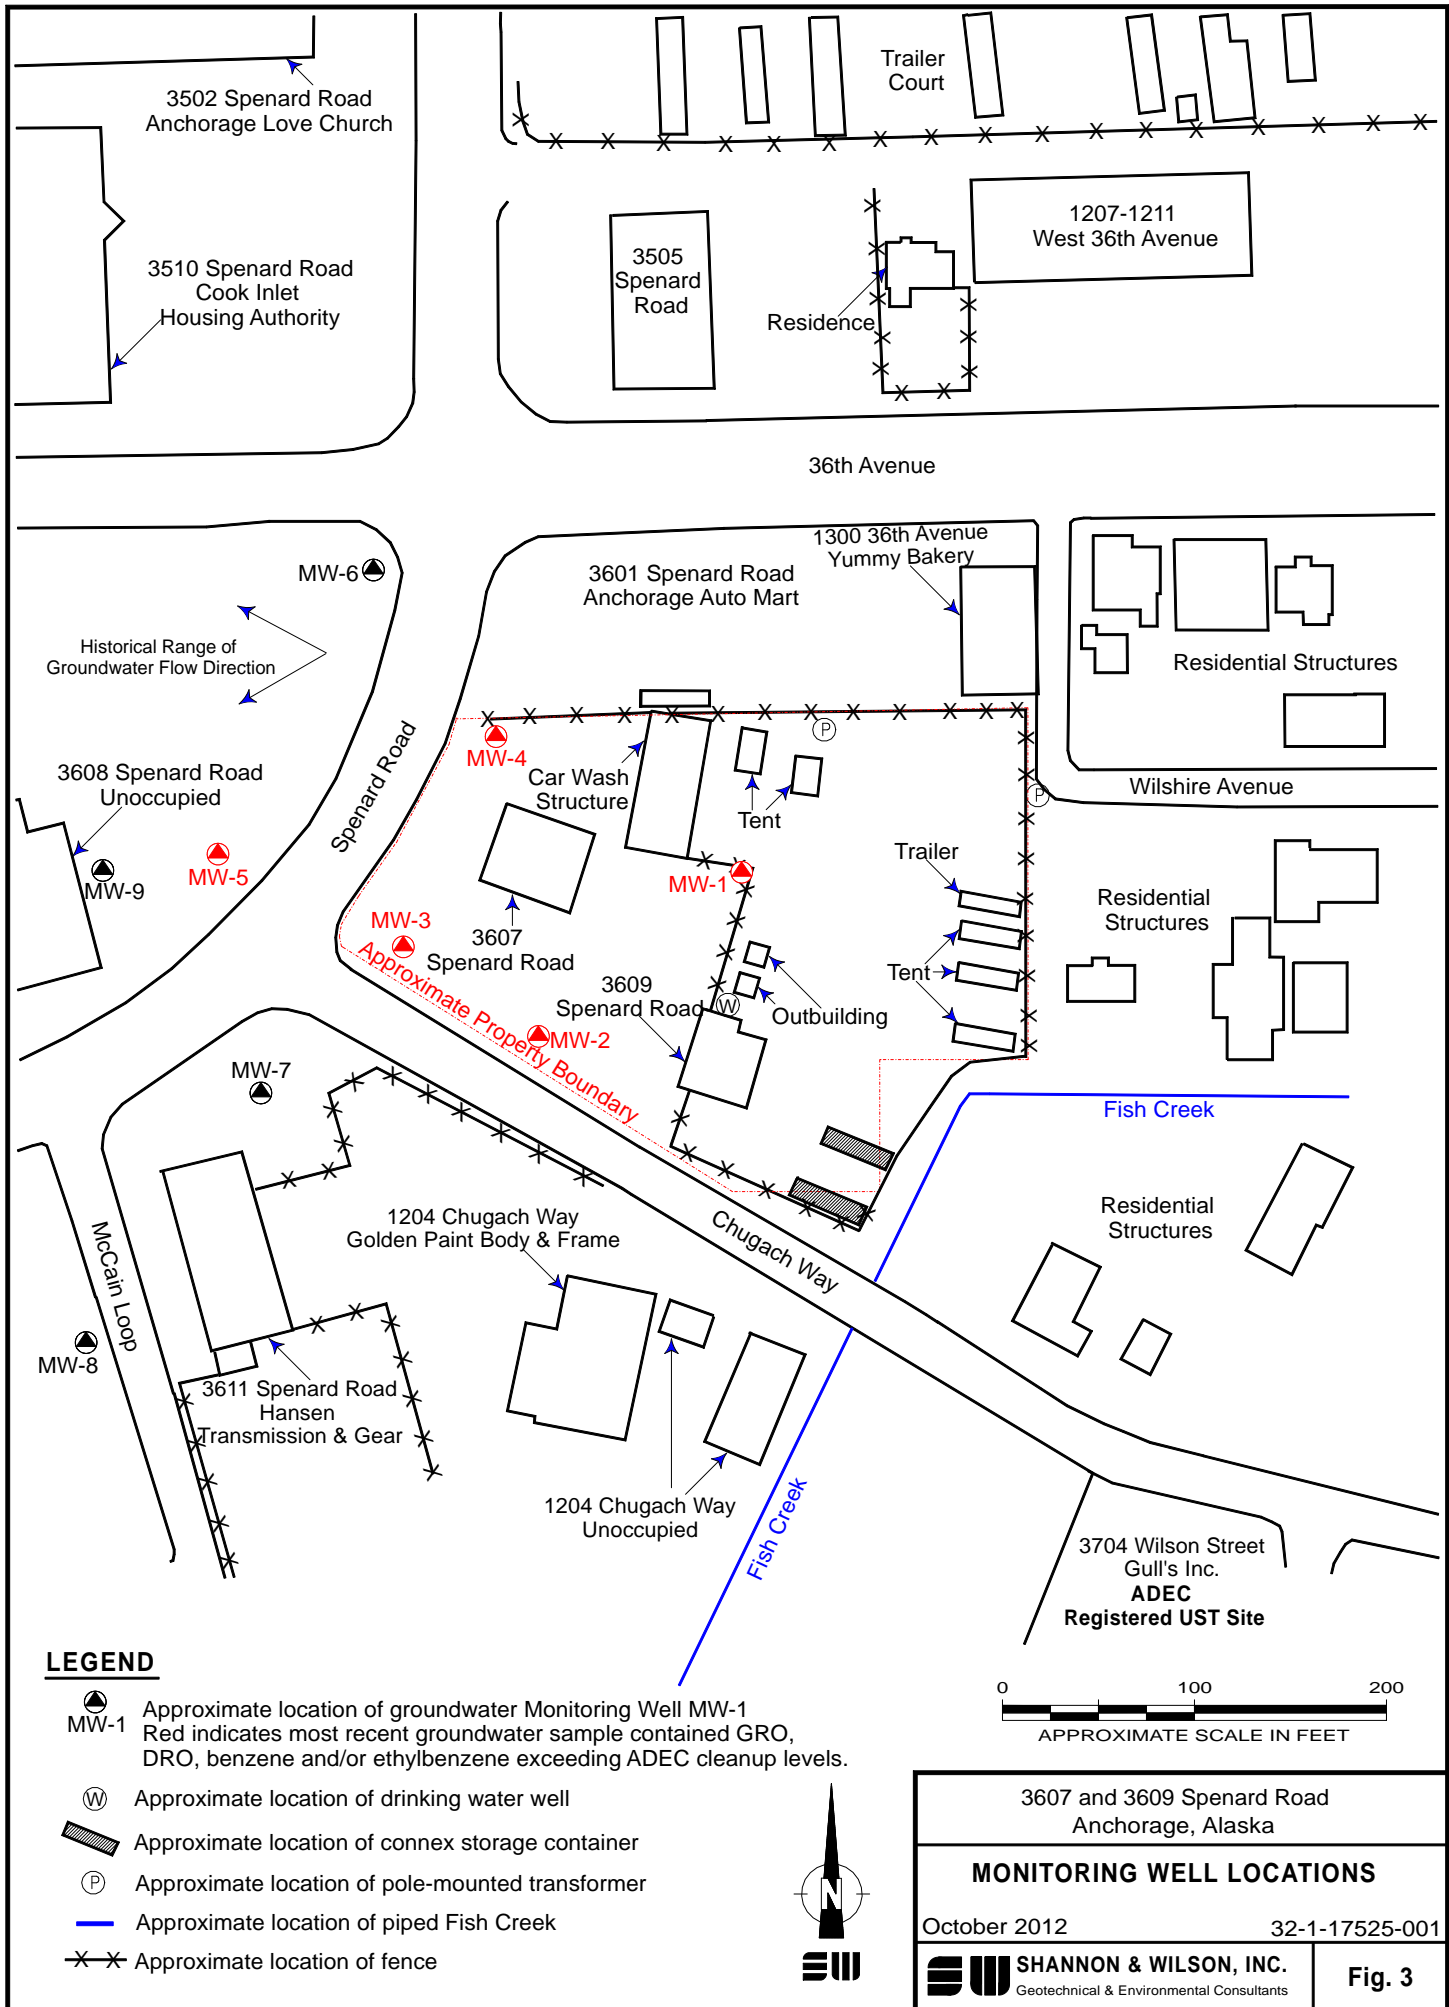 Trailer
Court
3502 Spenard Road
Anchorage Love Church
1207-1211
West 36th Avenue
3505
Spenard
Road
3510 Spenard Road
Cook Inlet
Housing Authority
Residence
36th Avenue
1300 36th Avenue
Yummy Bakery
3601 Spenard Road
Anchorage Auto Mart
MW-6
Historical Range of
Groundwater Flow Direction
Residential Structures
Spenard Road
MW-4
P
Car Wash
Structure
3608 Spenard Road
Unoccupied
Wilshire Avenue
P
Tent
Trailer
MW-9
MW-5
MW-1
Residential
Structures
MW-3
3607
Spenard Road
Approximate Property Boundary
Tent
3609
Spenard Road
W
Outbuilding
MW-2
MW-7
Fish Creek
Residential
Structures
1204 Chugach Way
Golden Paint Body & Frame
Chugach Way
McCain Loop
MW-8
3611 Spenard Road
Hansen
Transmission & Gear
1204 Chugach Way
Unoccupied
Fish Creek
3704 Wilson Street
Gull's Inc.
ADEC
Registered UST Site
LEGEND
MW-1
Approximate location of groundwater Monitoring Well MW-1
Red indicates most recent groundwater sample contained GRO,
DRO, benzene and/or ethylbenzene exceeding ADEC cleanup levels.
W Approximate location of drinking water well
Approximate location of connex storage container
P Approximate location of pole-mounted transformer
Approximate location of piped Fish Creek
Approximate location of fence
N
SW
0 100 200
APPROXIMATE SCALE IN FEET
3607 and 3609 Spenard Road
Anchorage, Alaska
MONITORING WELL LOCATIONS
October 2012 32-1-17525-001
SW SHANNON & WILSON, INC.
Geotechnical & Environmental Consultants
Fig. 3